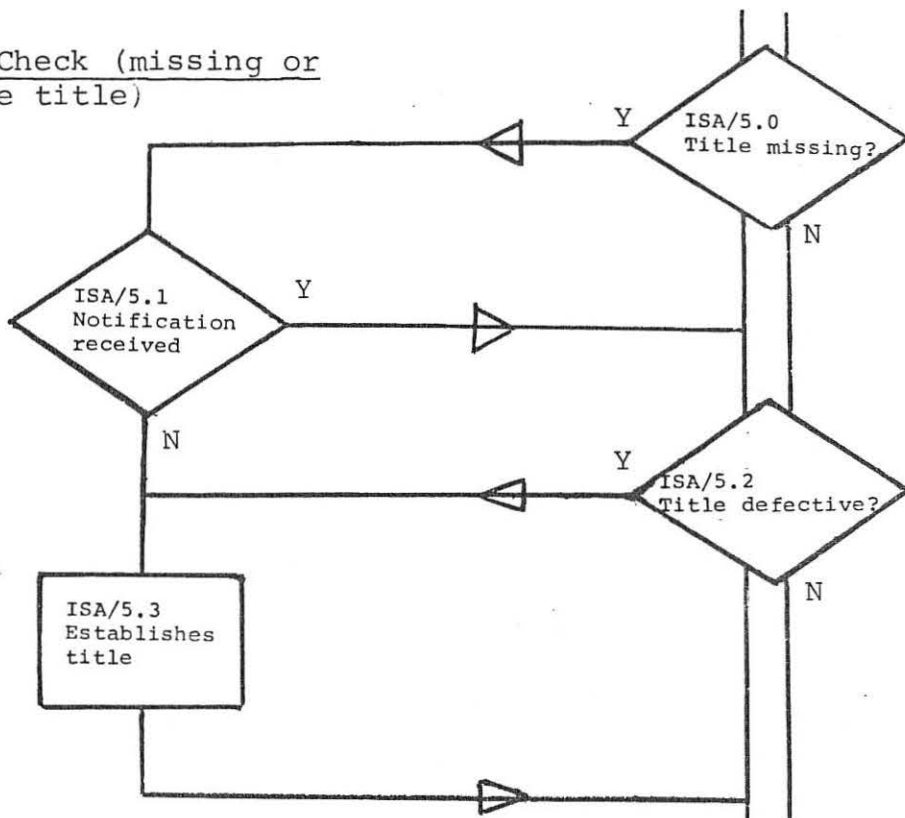 Check (missing or
e title)
Y
ISA/5.0
Title missing?
N
ISA/5.1
Notification
received
Y
N
Y
ISA/5.2
Title defective?
N
ISA/5.3
Establishes
title